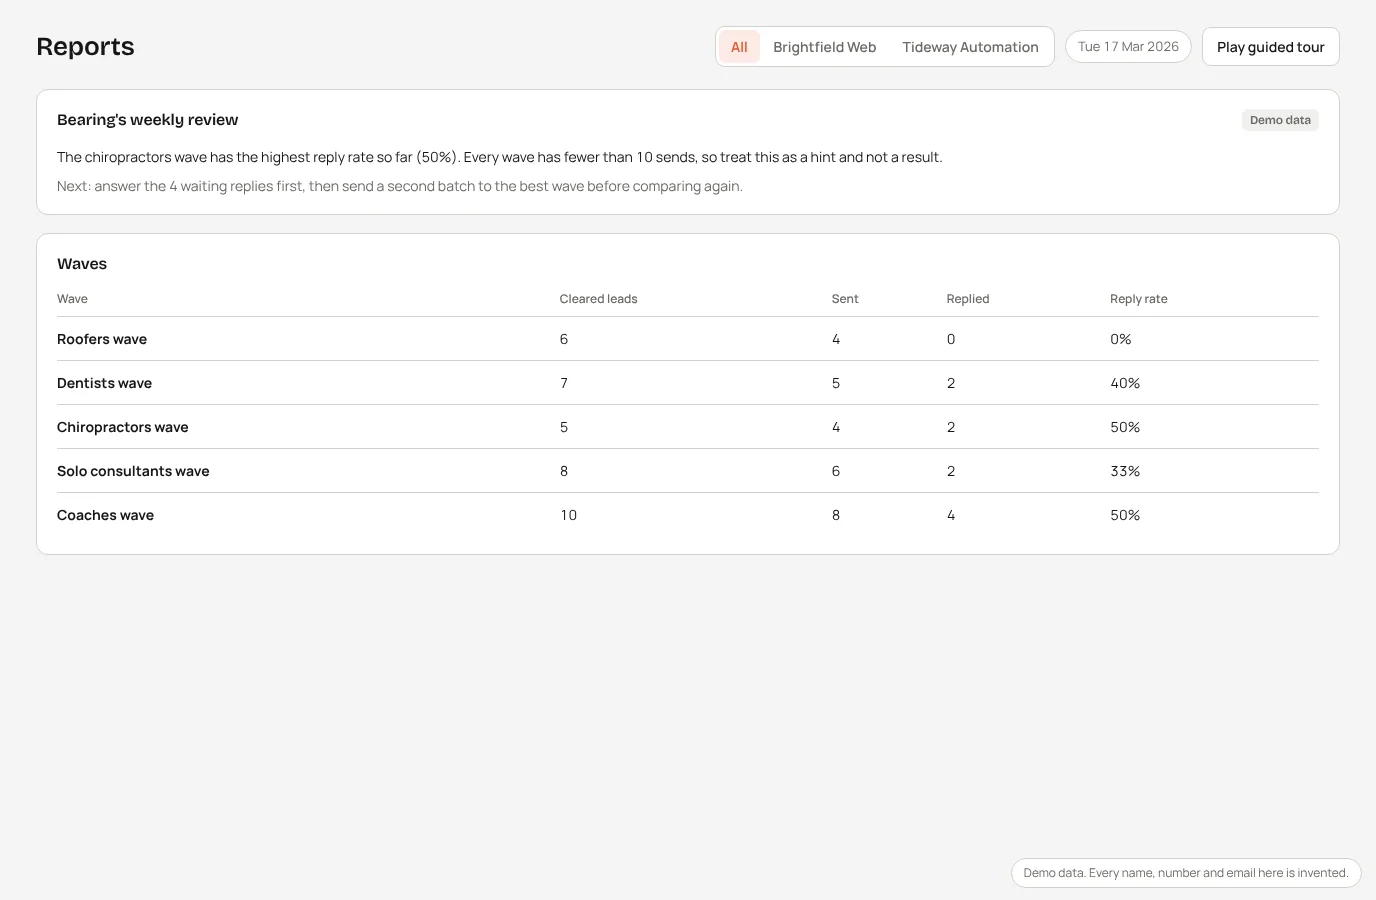 Reports
All Brightfield Web Tideway Automation Tue 17 Mar 2026 Play guided tour
Bearing's weekly review
Demo data
The chiropractors wave has the highest reply rate so far (50%). Every wave has fewer than 10 sends, so treat this as a hint and not a result.
Next: answer the 4 waiting replies first, then send a second batch to the best wave before comparing again.
Waves
Wave Cleared leads Sent Replied Reply rate
Roofers wave 6 4 0 0%
Dentists wave 7 5 2 40%
Chiropractors wave 5 4 2 50%
Solo consultants wave 8 6 2 33%
Coaches wave 10 8 4 50%
Demo data. Every name, number and email here is invented.